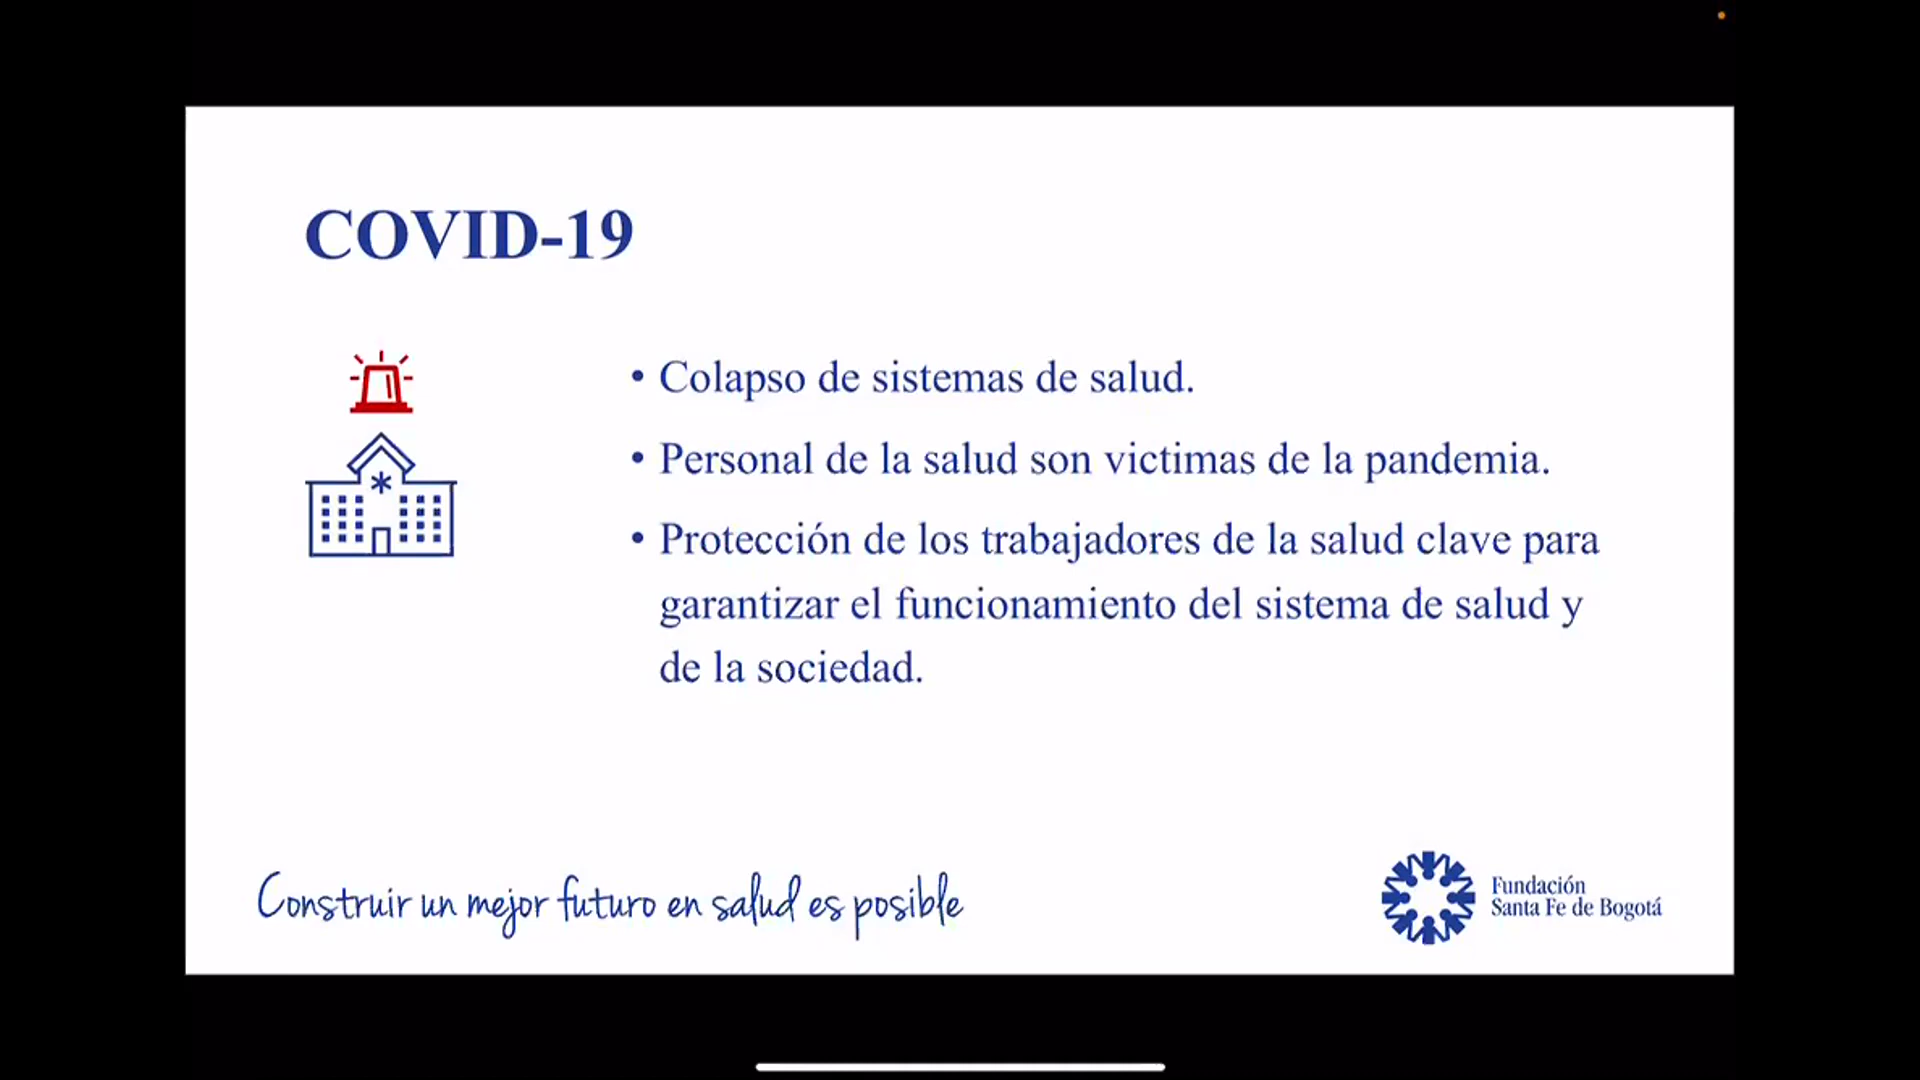 COVID-19
• Colapso de sistemas de salud.
• Personal de la salud son victimas de la pandemia.
• Protección de los trabajadores de la salud clave para
garantizar el funcionamiento del sistema de salud y
de la sociedad.
Construir un mejor futuro en salud es posible
Fundación
Santa Fe de Bogotá